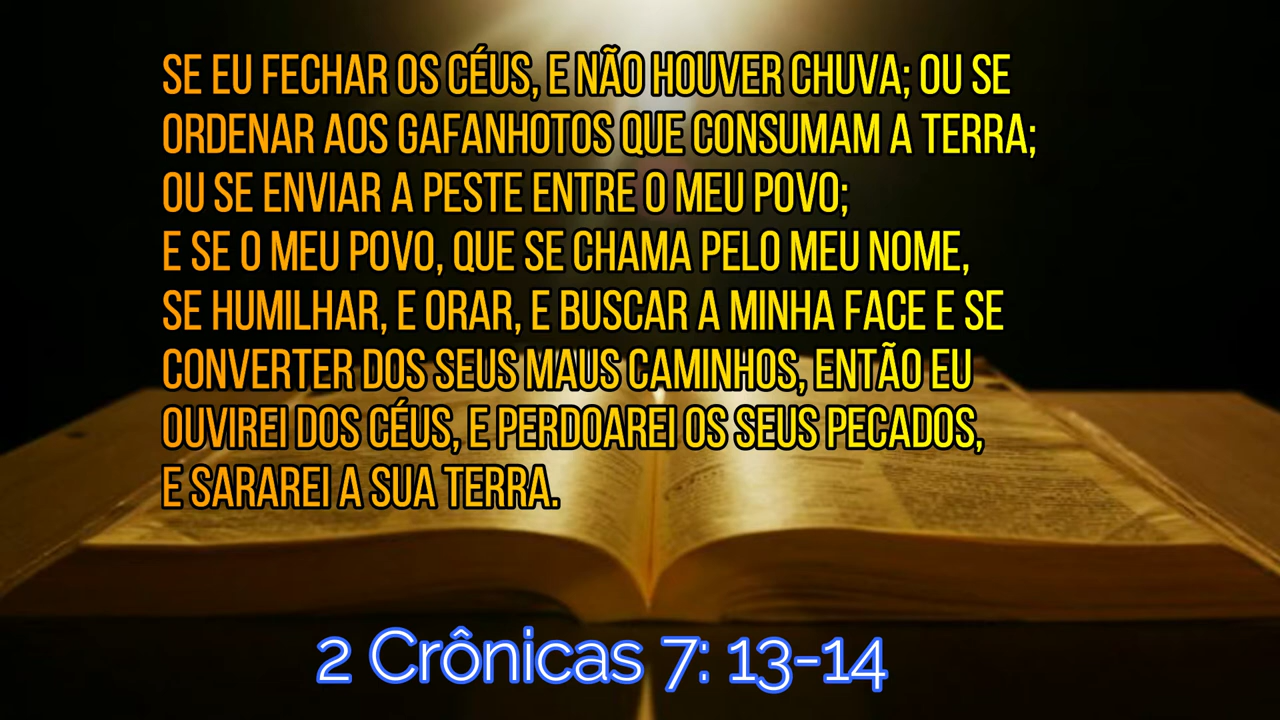 SE EU FECHAR OS CÉUS, E NÃO HOUVER CHUVA; OU SE
ORDENAR AOS GAFANHOTOS QUE CONSUMAM A TERRA;
OU SE ENVIAR A PESTE ENTRE O MEU POVO;
E SE O MEU POVO, QUE SE CHAMA PELO MEU NOME,
SE HUMILHAR, E ORAR, E BUSCAR A MINHA FACE E SE
CONVERTER DOS SEUS MAUS CAMINHOS, ENTÃO EU
OUVIREI DOS CÉUS, E PERDOAREI OS SEUS PECADOS,
E SARAREI A SUA TERRA.
2 Crônicas 7: 13-14